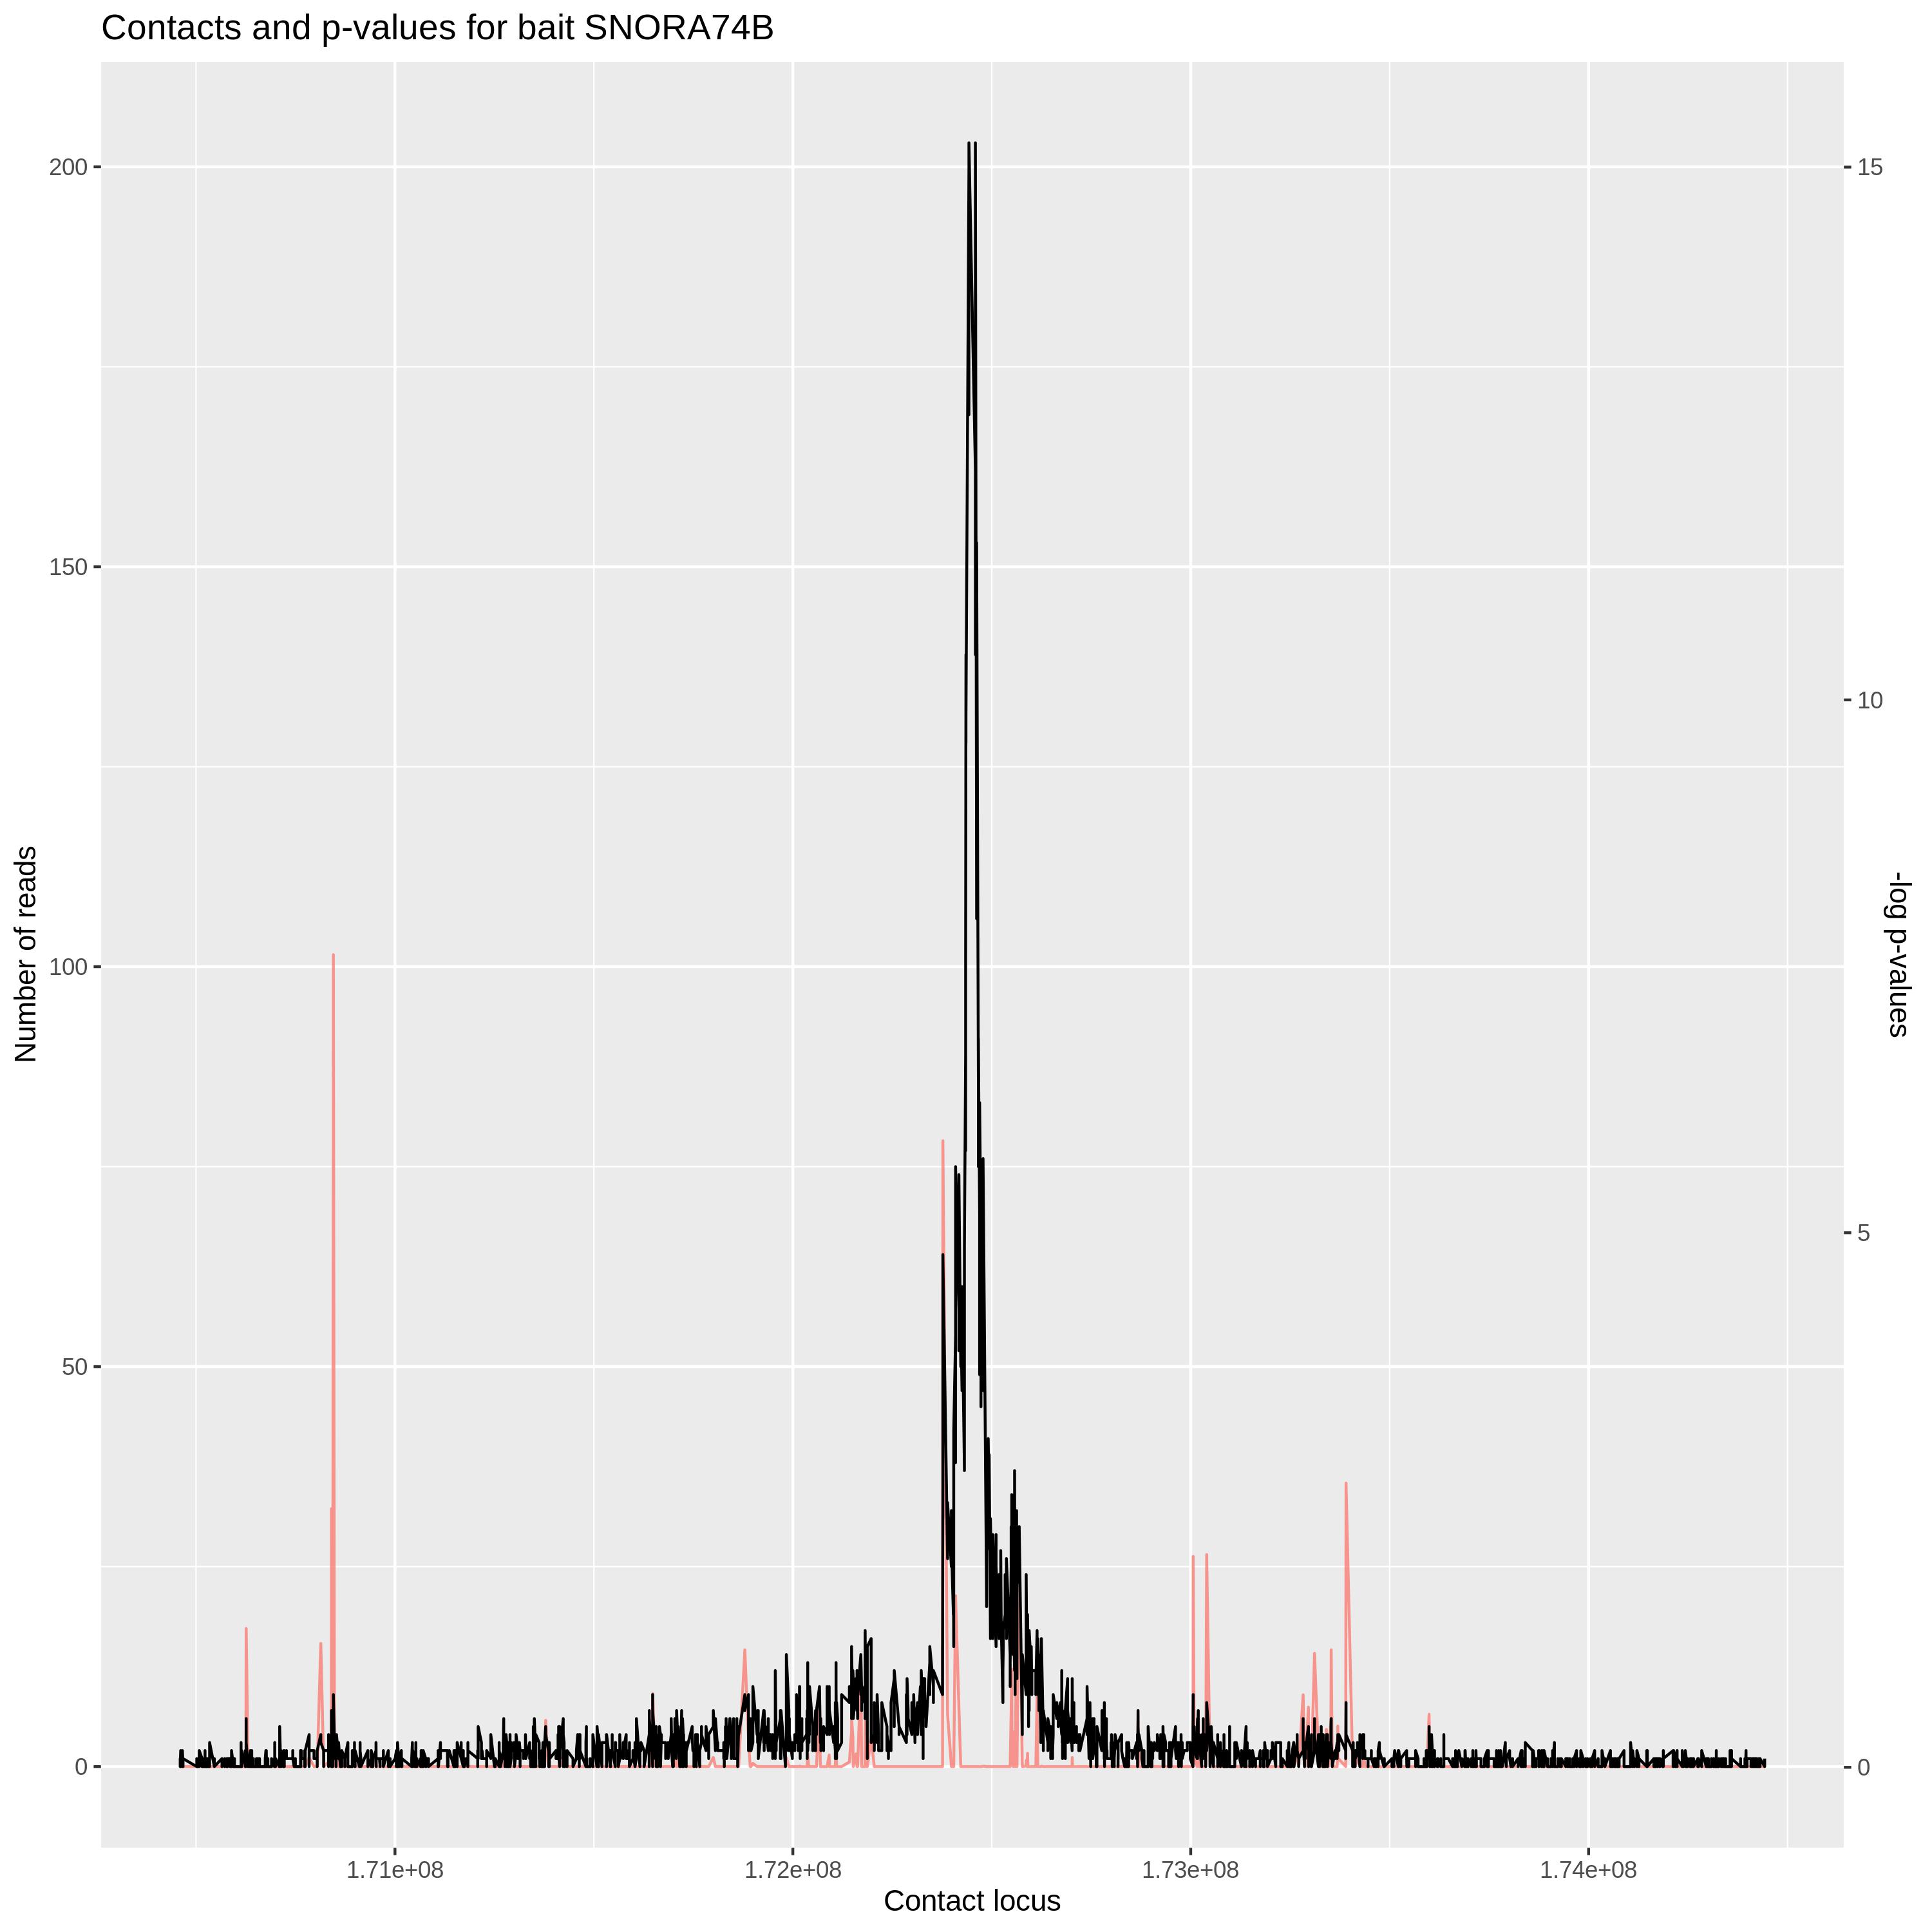 Contacts and p-values for bait SNORA74B
200
150
100
50
0
15
10
5
0
Number of reads
-log p-values
1.71e+08
1.72e+08
1.73e+08
1.74e+08
Contact locus